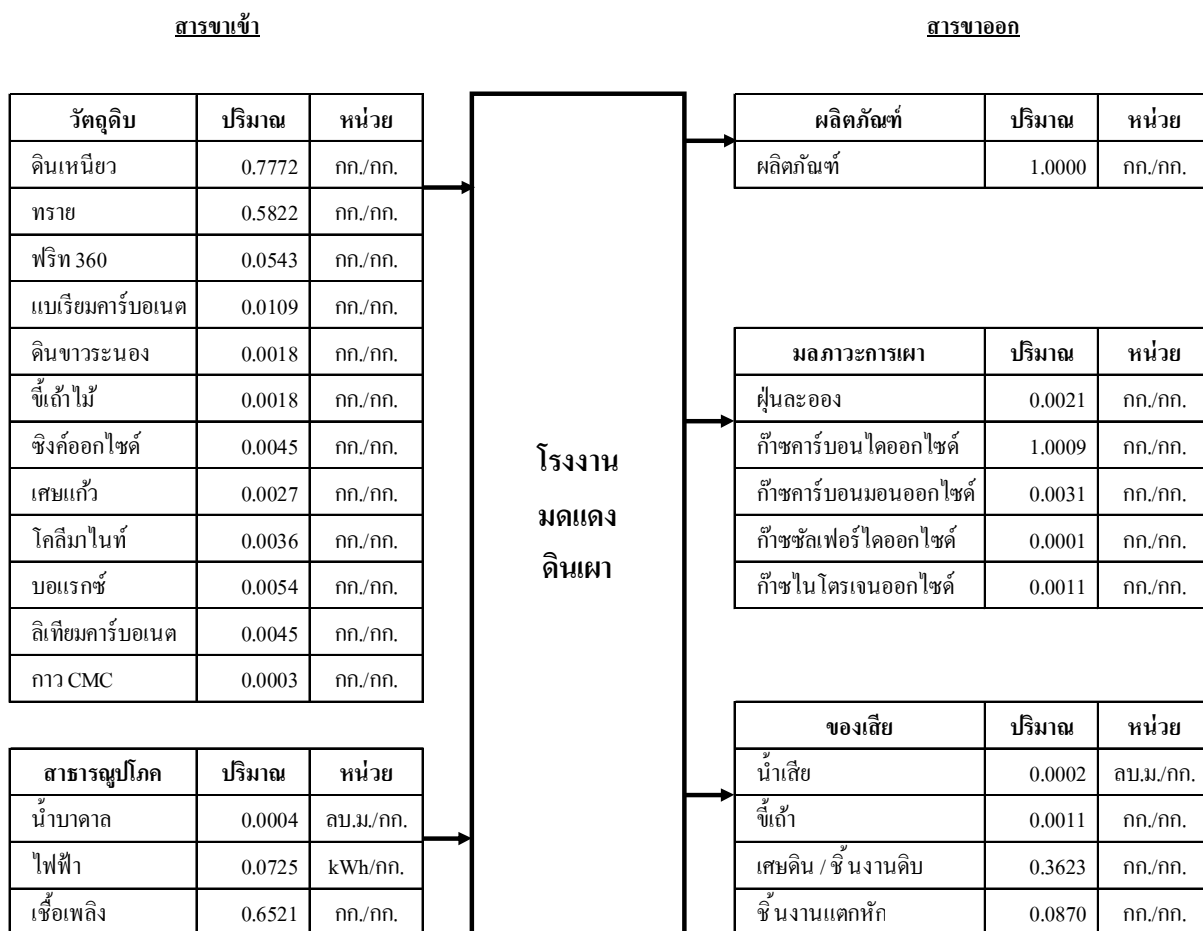 สารขาเข้า
วัตถุดิบ ปริมาณ หน่วย
ดินเหนียว 0.7772 กก./กก.
ทราย 0.5822 กก./กก.
ฟริท 360 0.0543 กก./กก.
แบเรียมคาร์บอเนต 0.0109 กก./กก.
ดินขาวระนอง 0.0018 กก./กก.
ขี้เถ้าไม้ 0.0018 กก./กก.
ซิงค์ออกไซด์ 0.0045 กก./กก.
เศษแก้ว 0.0027 กก./กก.
โคลีมาไนท์ 0.0036 กก./กก.
บอแรกซ์ 0.0054 กก./กก.
ลิเทียมคาร์บอเนต 0.0045 กก./กก.
กาว CMC 0.0003 กก./กก.
สาธารณูปโภค ปริมาณ หน่วย
น้ำบาดาล 0.0004 ลบ.ม./กก.
ไฟฟ้า 0.0725 kWh/กก.
เชื้อเพลิง 0.6521 กก./กก.
โรงงาน
มดแดง
ดินเผา
สารขาออก
ผลิตภัณฑ์ ปริมาณ หน่วย
ผลิตภัณฑ์ 1.0000 กก./กก.
มลภาวะการเผา ปริมาณ หน่วย
ฝุ่นละออง 0.0021 กก./กก.
ก๊าซคาร์บอนไดออกไซด์ 1.0009 กก./กก.
ก๊าซคาร์บอนมอนออกไซด์ 0.0031 กก./กก.
ก๊าซซัลเฟอร์ไดออกไซด์ 0.0001 กก./กก.
ก๊าซไนโตรเจนออกไซด์ 0.0011 กก./กก.
ของเสีย ปริมาณ หน่วย
น้ำเสีย 0.0002 ลบ.ม./กก.
ขี้เถ้า 0.0011 กก./กก.
เศษดิน / ชิ้นงานดิบ 0.3623 กก./กก.
ชิ้นงานแตกหัก 0.0870 กก./กก.